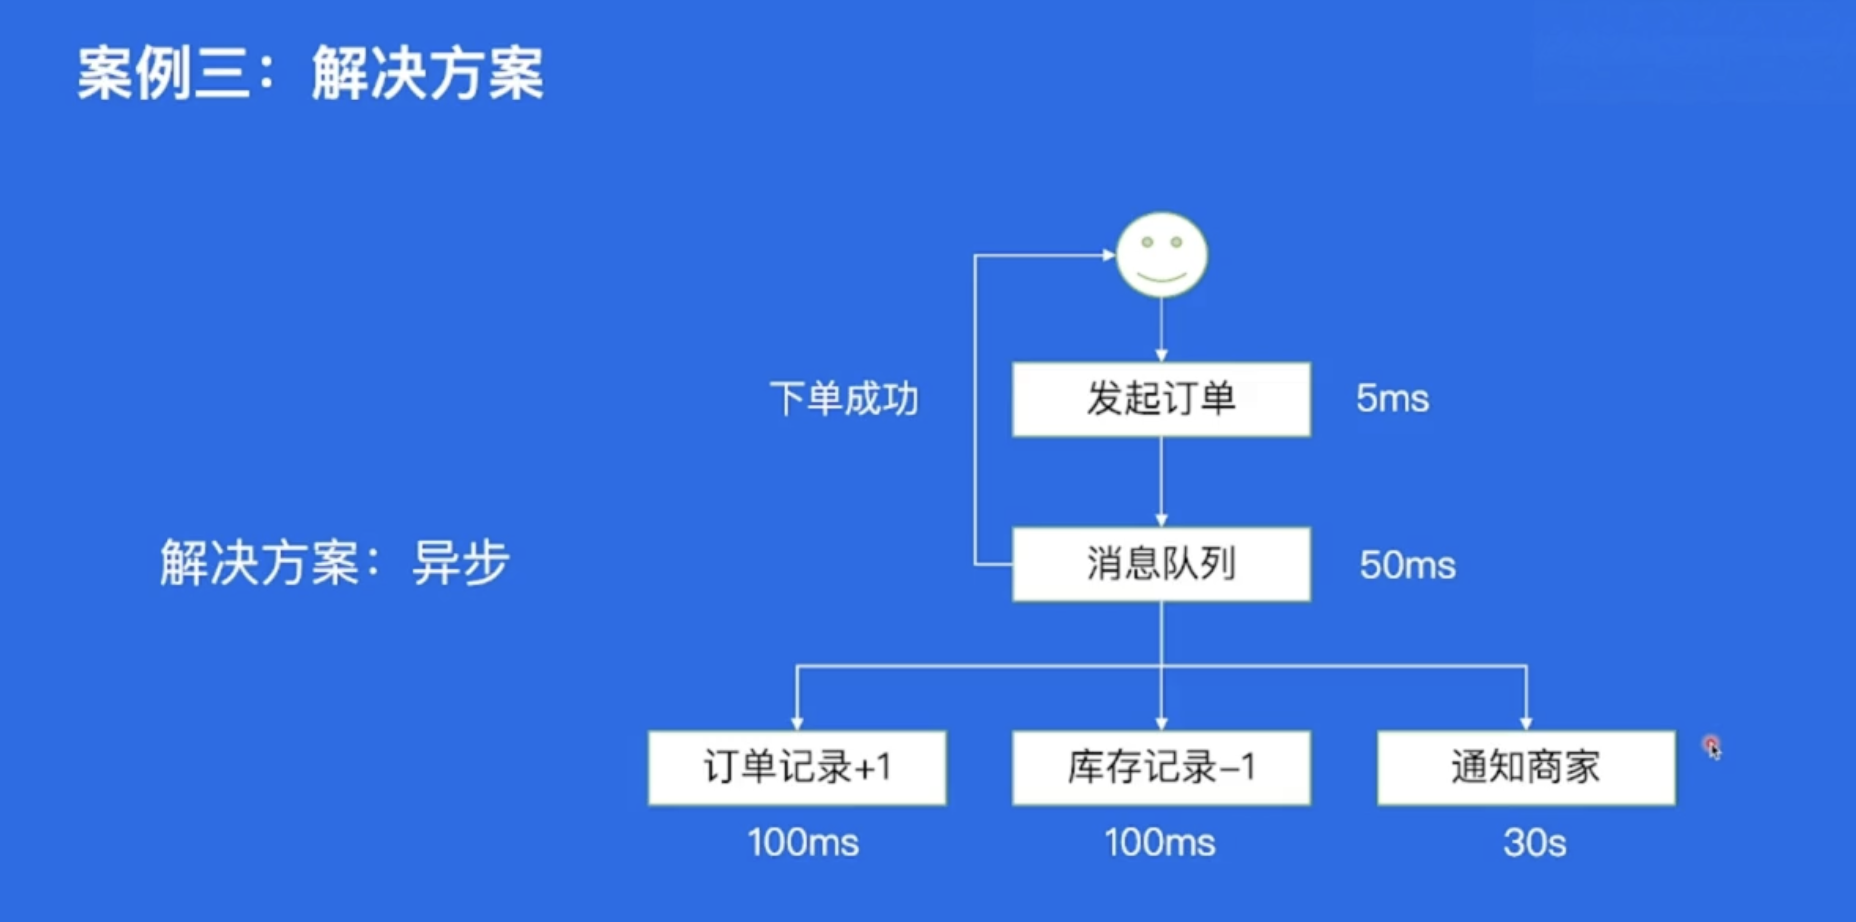 案例三：解决方案
发起订单
5ms
下单成功
消息队列
50ms
解决方案：异步
订单记录+1
库存记录-1
通知商家
100ms
100ms
30s